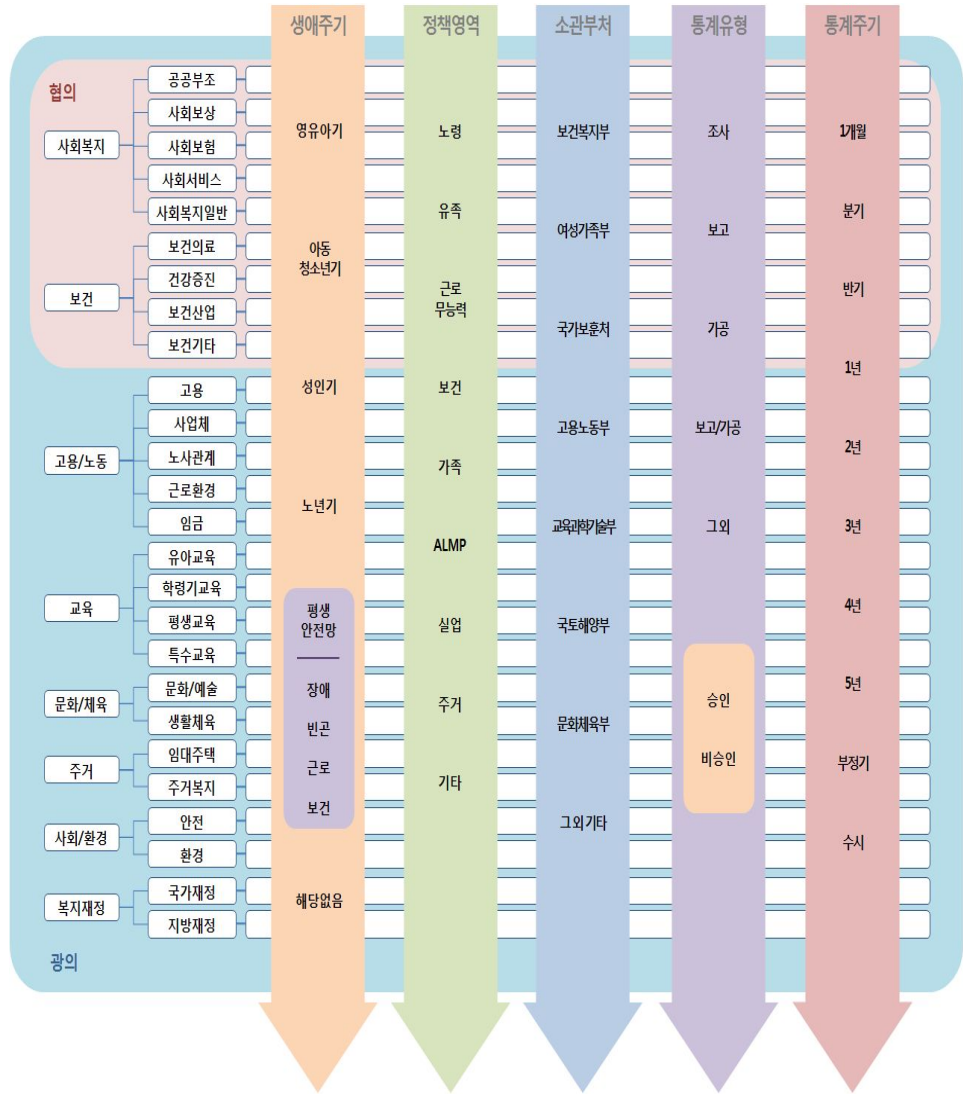 생애주기
정책영역
소관부처
통계유형
통계주기
협의
사회복지
공공부조
사회보상
사회보험
사회서비스
사회복지일반
보건
보건의료
건강증진
보건산업
보건기타
고용/노동
고용
사업체
노사관계
근로환경
임금
교육
유아교육
학령기교육
평생교육
특수교육
문화/체육
문화/예술
생활체육
주거
임대주택
주거복지
사회/환경
안전
환경
복지재정
국가재정
지방재정
광의
영유아기
아동
청소년기
성인기
노년기
평생
안전망
장애
빈곤
근로
보건
해당없음
노령
유족
근로
무능력
보건
가족
ALMP
실업
주거
기타
보건복지부
여성가족부
국가보훈처
고용노동부
교육과학기술부
국토해양부
문화체육부
그외기타
조사
보고
가공
보고/가공
그외
승인
비승인
1개월
분기
반기
1년
2년
3년
4년
5년
부정기
수시